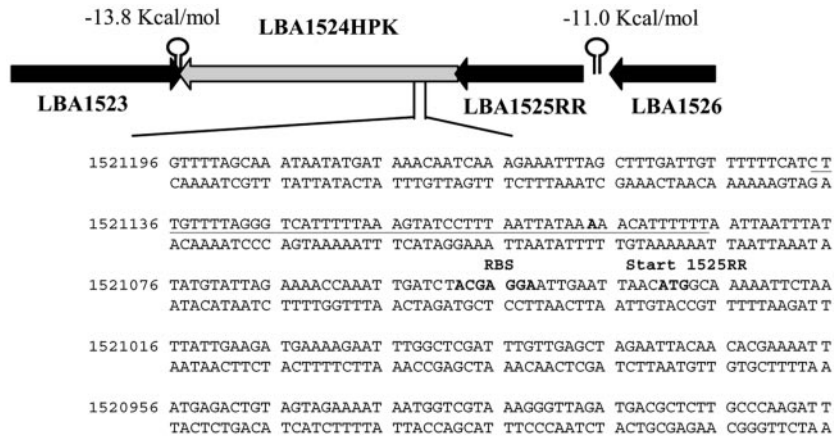 -13.8 Kcal/mol
LBA1524HPK
-11.0 Kcal/mol
LBA1523
LBA1525RR
LBA1526
1521196 GTTTTAGCAA ATAATATGAT AAACAATCAA AGAAATTTAG CTTTGATTGT TTTTTCATCT
CAAAATCGTT TATTATACTA TTTGTTAGTT TCTTTAAATC GAAACTAACA AAAAAGTAGA
1521136 TGTTTTAGGG TCATTTTTAA AGTATCCTTT AATTATAAAA ACATTTTTTA ATTAATTTAT
ACAAAATCCC AGTAAAAATT TCATAGGAAA TTAATATTTT TGTAAAAAAT TAATTAAATA
RBS Start 1525RR
1521076 TATGTATTAG AAAACCAAAT TGATCTACGA GGAATTGAAT TAACATGGCA AAAATTCTAA
ATACATAATC TTTTGGTTTA ACTAGATGCT CCTTAACTTA ATTGTACCGT TTTTAAGATT
1521016 TTATTGAAGA TGAAAAGAAT TTGGCTCGAT TTGTTGAGCT AGAATTACAA CACGAAAATT
AATAACTTCT ACTTTTCTTA AACCGAGCTA AACAACTCGA TCTTAATGTT GTGCTTTTAA
1520956 ATGAGACTGT AGTAGAAAAT AATGGTCGTA AAGGGTTAGA TGACGCTCTT GCCCAAGATT
TACTCTGACA TCATCTTTTA TTACCAGCAT TTCCCAATCT ACTGCGAGAA CGGGTTCTAA